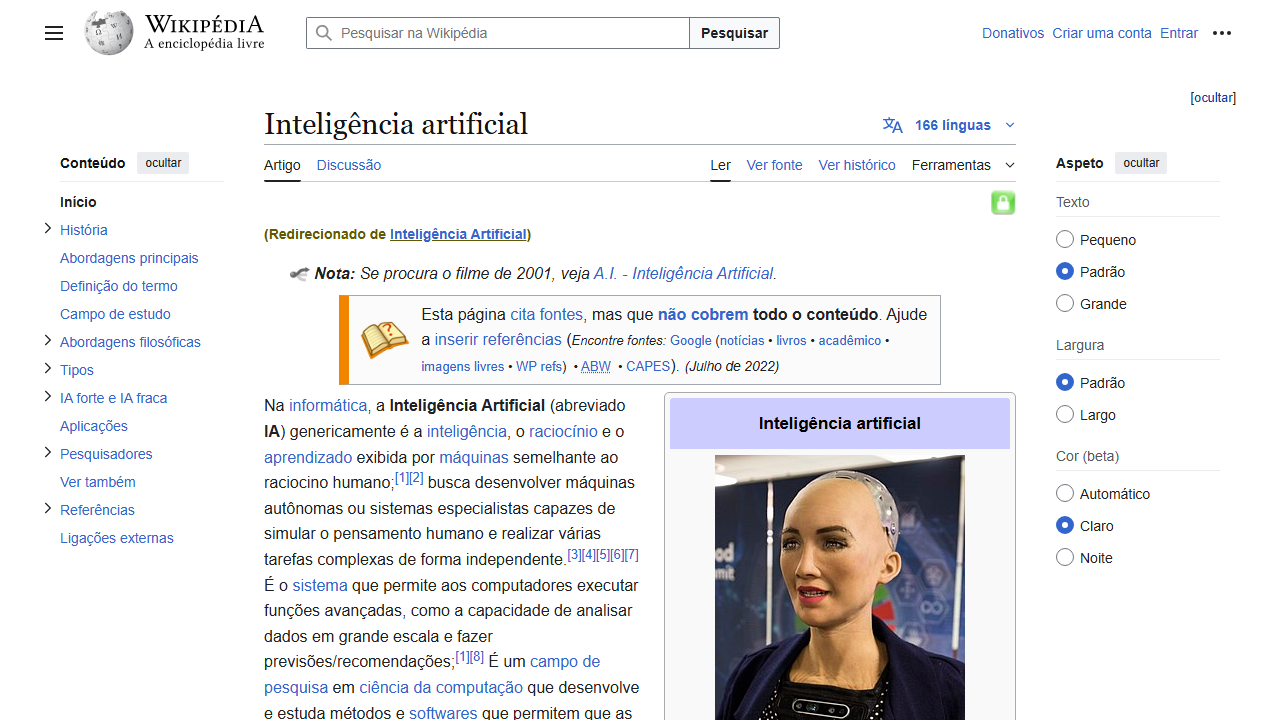 WIKIPÉDIA
A enciclopédia livre
Pesquisar na Wikipédia
Pesquisar
Donativos Criar uma conta Entrar
[ocultar]
Inteligência artificial
166 línguas
Artigo Discussão Ler Ver fonte Ver histórico Ferramentas
Conteúdo ocultar
Início
História
Abordagens principais
Definição do termo
Campo de estudo
Abordagens filosóficas
Tipos
IA forte e IA fraca
Aplicações
Pesquisadores
Ver também
Referências
Ligações externas
(Redirecionado de Inteligência Artificial)
Nota: Se procura o filme de 2001, veja A.I. - Inteligência Artificial.
Esta página cita fontes, mas que não cobrem todo o conteúdo. Ajude
a inserir referências (Encontre fontes: Google (notícias • livros • acadêmico •
imagens livres • WP refs) • ABW • CAPES). (Julho de 2022)
Na informática, a Inteligência Artificial (abreviado
IA) genericamente é a inteligência, o raciocínio e o
aprendizado exibida por máquinas semelhante ao
raciocino humano;[1][2] busca desenvolver máquinas
autônomas ou sistemas especialistas capazes de
simular o pensamento humano e realizar várias
tarefas complexas de forma independente.[3][4][5][6][7]
É o sistema que permite aos computadores executar
funções avançadas, como a capacidade de analisar
dados em grande escala e fazer
previsões/recomendações;[1][8] É um campo de
pesquisa em ciência da computação que desenvolve
e estuda métodos e softwares que permitem que as
Inteligência artificial
Aspeto ocultar
Texto
Pequeno
Padrão
Grande
Largura
Padrão
Largo
Cor (beta)
Automático
Claro
Noite